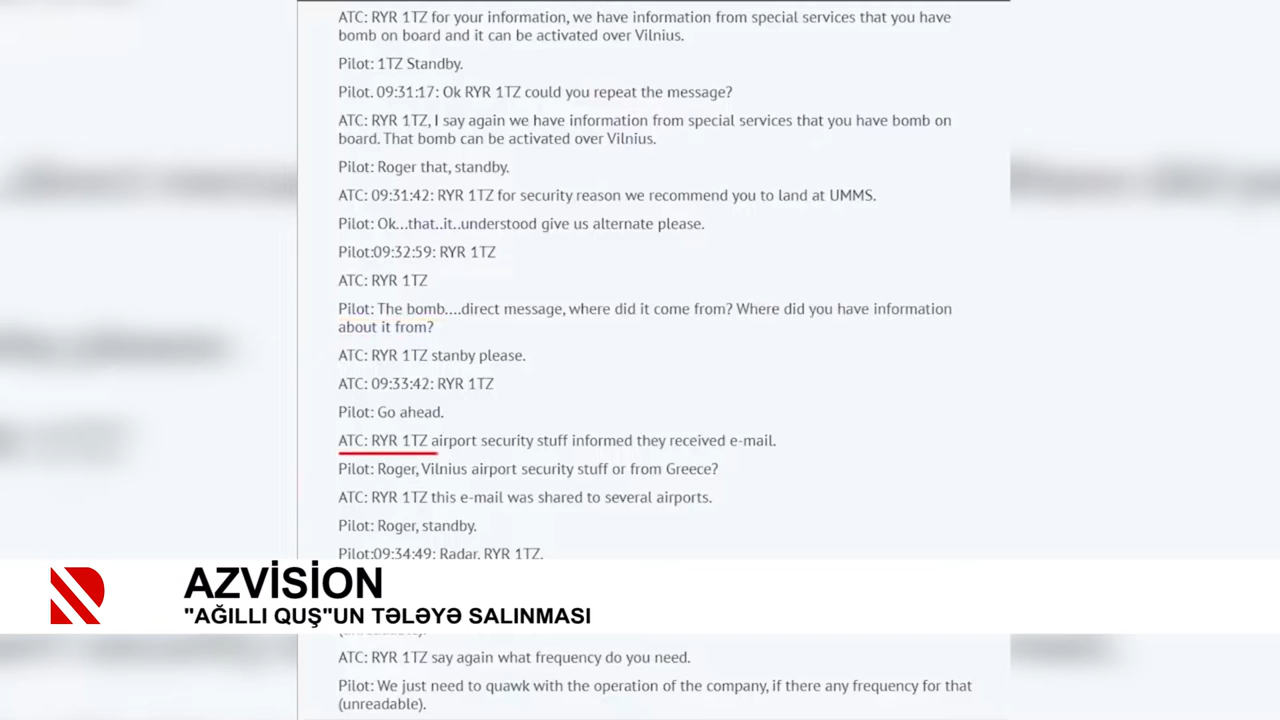 ATC: RYR 1TZ for your information, we have information from special services that you have
bomb on board and it can be activated over Vilnius.
Pilot: 1TZ Standby.
Pilot. 09:31:17: Ok RYR 1TZ could you repeat the message?
ATC: RYR 1TZ, I say again we have information from special services that you have bomb on
board. That bomb can be activated over Vilnius.
Pilot: Roger that, standby.
ATC: 09:31:42: RYR 1TZ for security reason we recommend you to land at UMMS.
Pilot: Ok...that..it..understood give us alternate please.
Pilot:09:32:59: RYR 1TZ
ATC: RYR 1TZ
Pilot: The bomb....direct message, where did it come from? Where did you have information
about it from?
ATC: RYR 1TZ stanby please.
ATC: 09:33:42: RYR 1TZ
Pilot: Go ahead.
ATC: RYR 1TZ airport security stuff informed they received e-mail.
Pilot: Roger, Vilnius airport security stuff or from Greece?
ATC: RYR 1TZ this e-mail was shared to several airports.
Pilot: Roger, standby.
Pilot:09:34:49: Radar, RYR 1TZ.
AZVİSİON
"AĞILLI QUŞ"UN TƏLƏYƏ SALINMASI
(unreadable).
ATC: RYR 1TZ say again what frequency do you need.
Pilot: We just need to quawk with the operation of the company, if there any frequency for that
(unreadable).